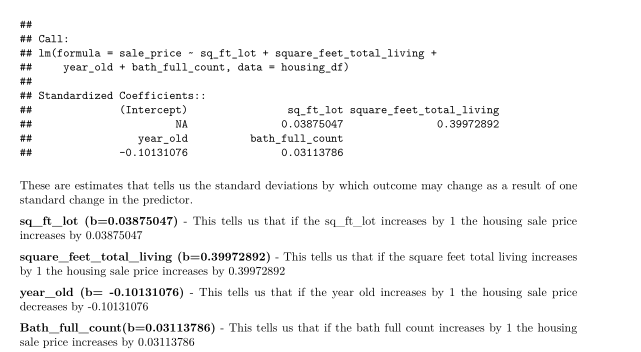 ##
## Call:
## lm(formula = sale_price ~ sq_ft_lot + square_feet_total_living +
##     year_old + bath_full_count, data = housing_df)
##
## Standardized Coefficients::
##              (Intercept)                sq_ft_lot square_feet_total_living
##                       NA               0.03875047               0.39972892
##                 year_old          bath_full_count
##              -0.10131076               0.03113786
These are estimates that tells us the standard deviations by which outcome may change as a result of one
standard change in the predictor.
sq_ft_lot (b=0.03875047) - This tells us that if the sq_ft_lot increases by 1 the housing sale price
increases by 0.03875047
square_feet_total_living (b=0.39972892) - This tells us that if the square feet total living increases
by 1 the housing sale price increases by 0.39972892
year_old (b= -0.10131076) - This tells us that if the year old increases by 1 the housing sale price
decreases by -0.10131076
Bath_full_count(b=0.03113786) - This tells us that if the bath full count increases by 1 the housing
sale price increases by 0.03113786